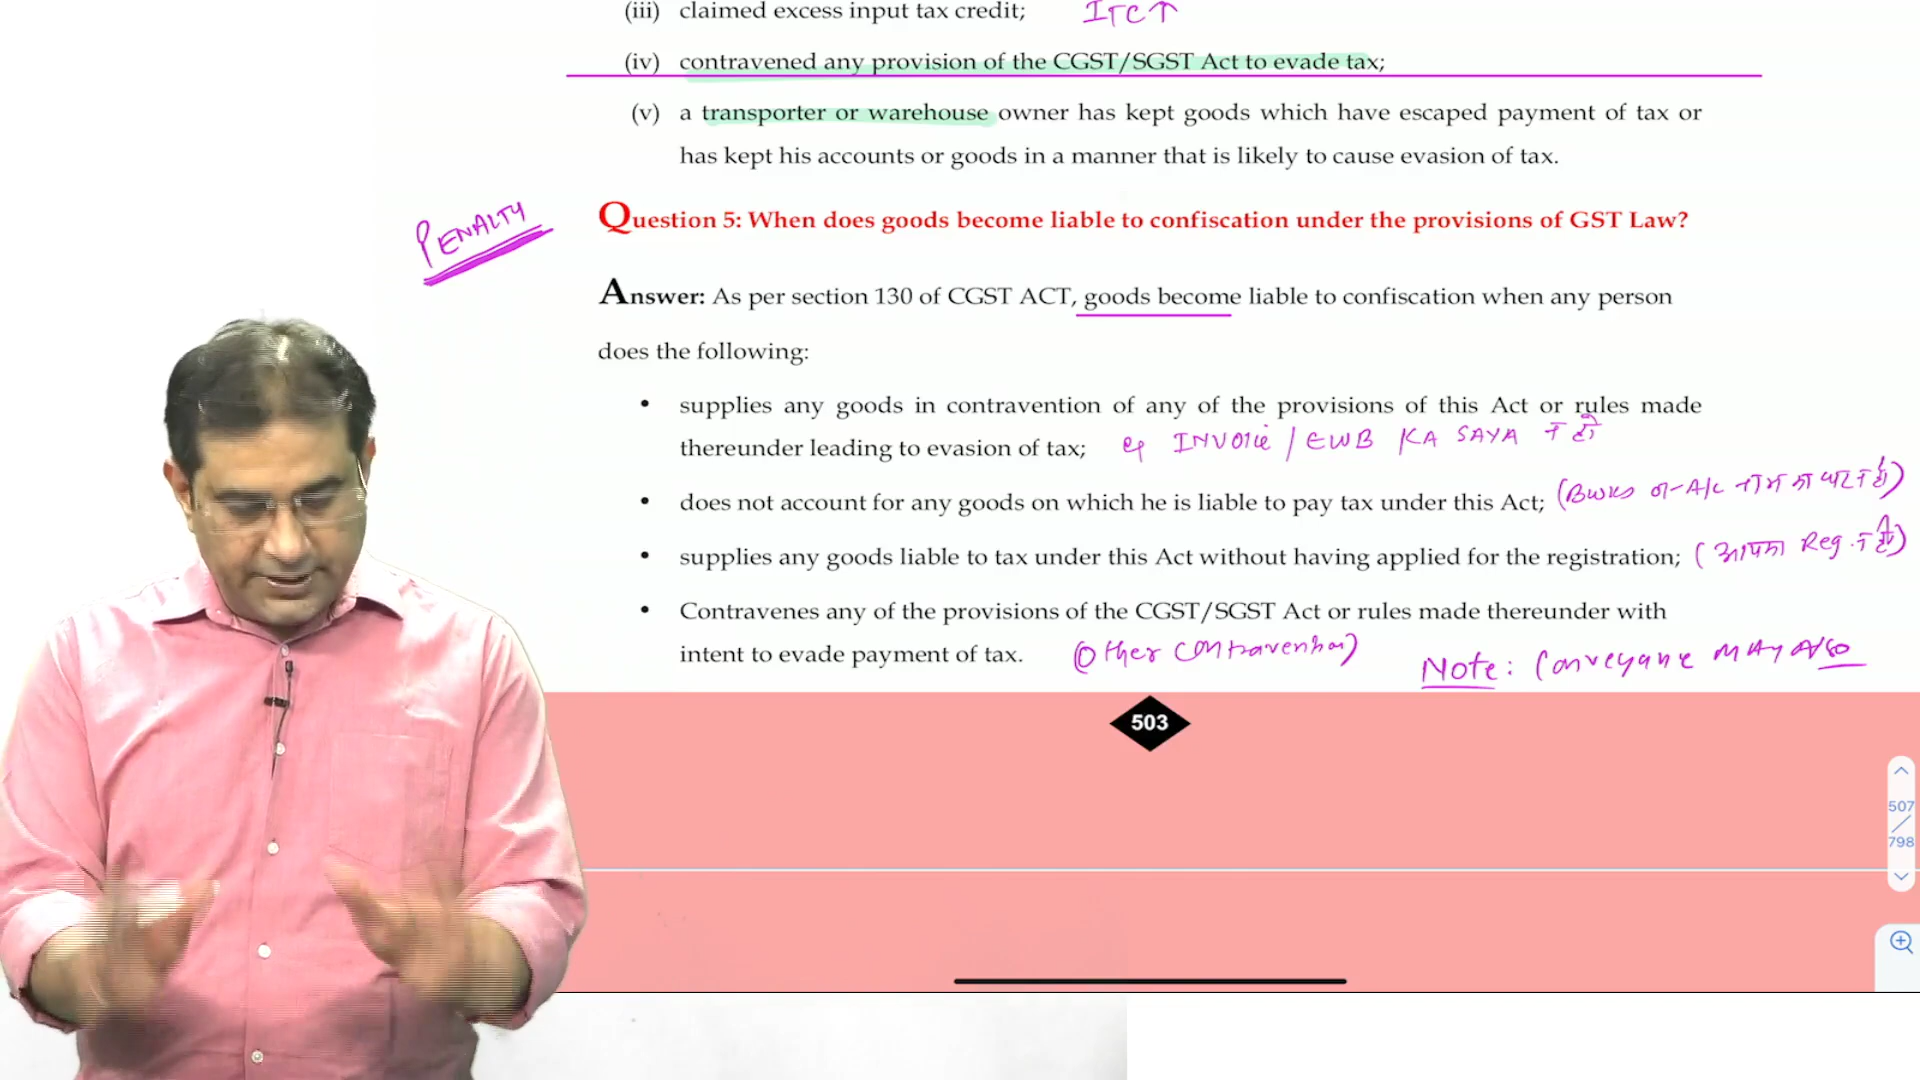 (iii) claimed excess input tax credit; ITC↑
(iv) contravened any provision of the CGST/SGST Act to evade tax;
(v) a transporter or warehouse owner has kept goods which have escaped payment of tax or
has kept his accounts or goods in a manner that is likely to cause evasion of tax.
PENALTY
Question 5: When does goods become liable to confiscation under the provisions of GST Law?
Answer: As per section 130 of CGST ACT, goods become liable to confiscation when any person
does the following:
• supplies any goods in contravention of any of the provisions of this Act or rules made
thereunder leading to evasion of tax; eg INVOICE / EWB KA SAYA न हो
• does not account for any goods on which he is liable to pay tax under this Act; (Books of A/c
• supplies any goods liable to tax under this Act without having applied for the registration; (आपका Reg. न हो)
• Contravenes any of the provisions of the CGST/SGST Act or rules made thereunder with
intent to evade payment of tax. (Other contravention) Note: Conveyance MAY Also
503
507
/
798